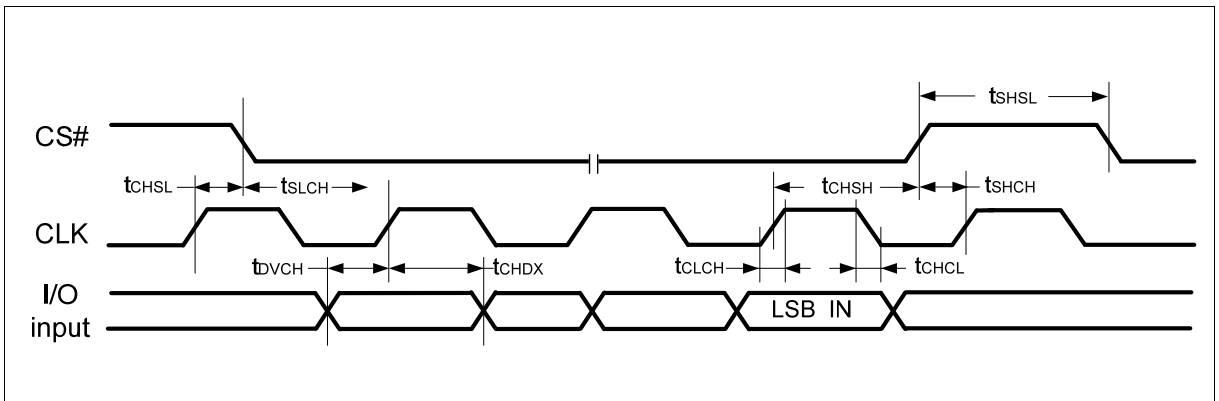 tSHSL
CS#
tCHSL tSLCH tCHSH tSHCH
CLK
tDVCH tCHDX tCLCH tCHCL
I/O
input
LSB IN